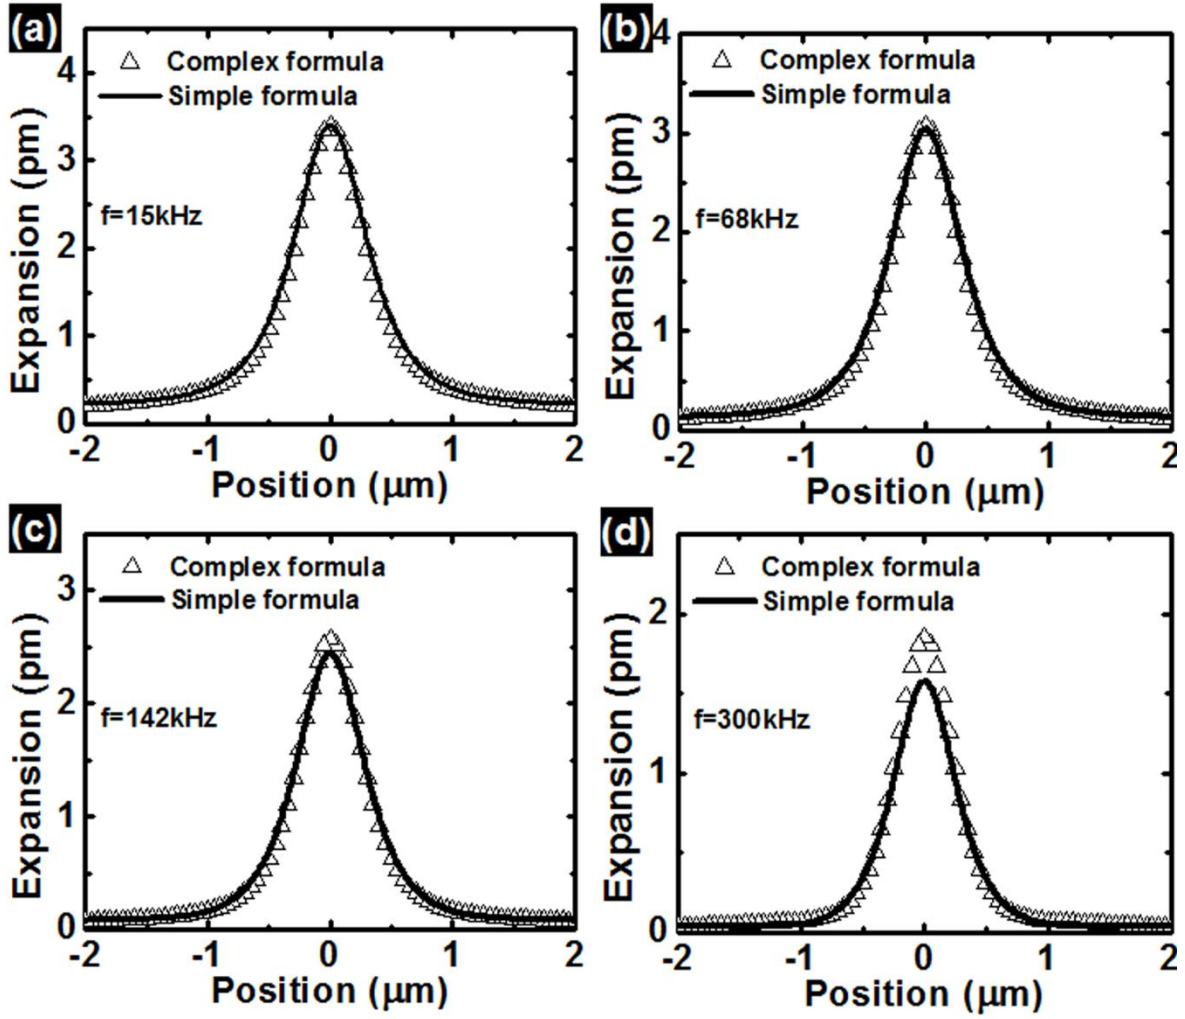 (a)
Complex formula
Simple formula
f=15kHz
Expansion (pm)
4
3
2
1
0
-2 -1 0 1 2
Position (μm)
(b)
Complex formula
Simple formula
f=68kHz
Expansion (pm)
4
3
2
1
0
-2 -1 0 1 2
Position (μm)
(c)
Complex formula
Simple formula
f=142kHz
Expansion (pm)
3
2
1
0
-2 -1 0 1 2
Position (μm)
(d)
Complex formula
Simple formula
f=300kHz
Expansion (pm)
2
1
0
-2 -1 0 1 2
Position (μm)